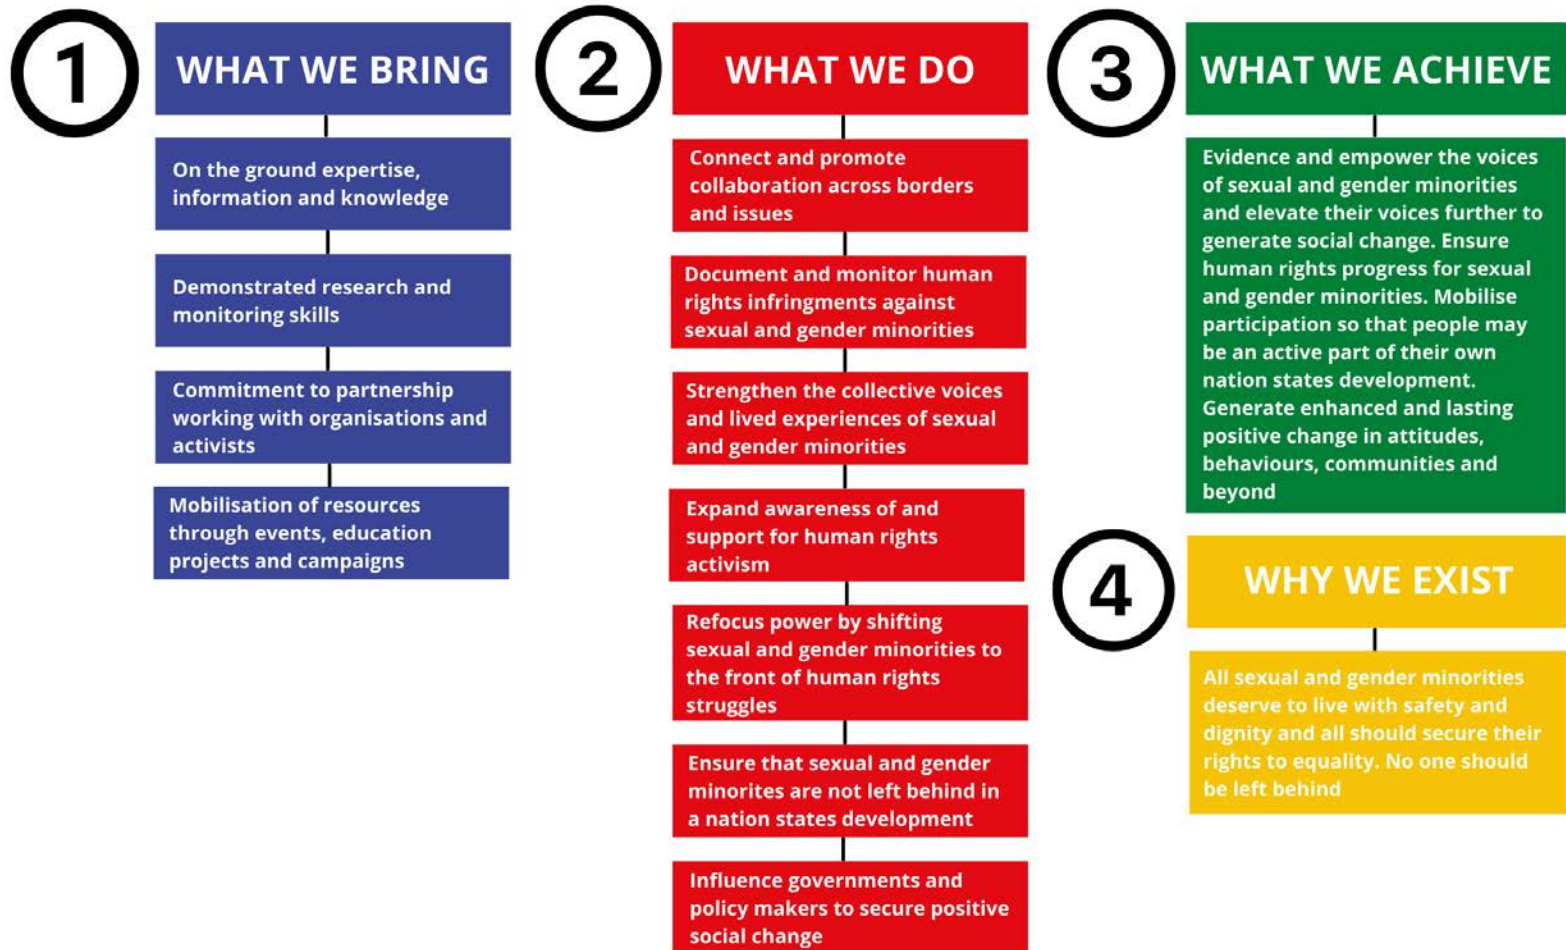 1
WHAT WE BRING
On the ground expertise,
information and knowledge
Demonstrated research and
monitoring skills
Commitment to partnership
working with organisations and
activists
Mobilisation of resources
through events, education
projects and campaigns
2
WHAT WE DO
Connect and promote
collaboration across borders
and issues
Document and monitor human
rights infringments against
sexual and gender minorities
Strengthen the collective voices
and lived experiences of sexual
and gender minorities
Expand awareness of and
support for human rights
activism
Refocus power by shifting
sexual and gender minorities to
the front of human rights
struggles
Ensure that sexual and gender
minorites are not left behind in
a nation states development
Influence governments and
policy makers to secure positive
social change
3
WHAT WE ACHIEVE
Evidence and empower the voices
of sexual and gender minorities
and elevate their voices further to
generate social change. Ensure
human rights progress for sexual
and gender minorities. Mobilise
participation so that people may
be an active part of their own
nation states development.
Generate enhanced and lasting
positive change in attitudes,
behaviours, communities and
beyond
4
WHY WE EXIST
All sexual and gender minorities
deserve to live with safety and
dignity and all should secure their
rights to equality. No one should
be left behind